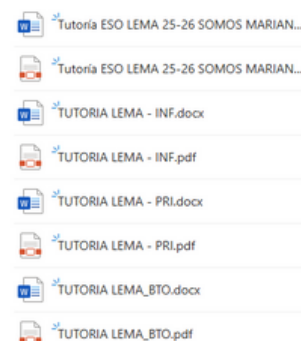 Tutoría ESO LEMA 25-26 SOMOS MARIAN...
Tutoría ESO LEMA 25-26 SOMOS MARIAN...
TUTORIA LEMA - INF.docx
TUTORIA LEMA - INF.pdf
TUTORIA LEMA - PRI.docx
TUTORIA LEMA - PRI.pdf
TUTORIA LEMA_BTO.docx
TUTORIA LEMA_BTO.pdf